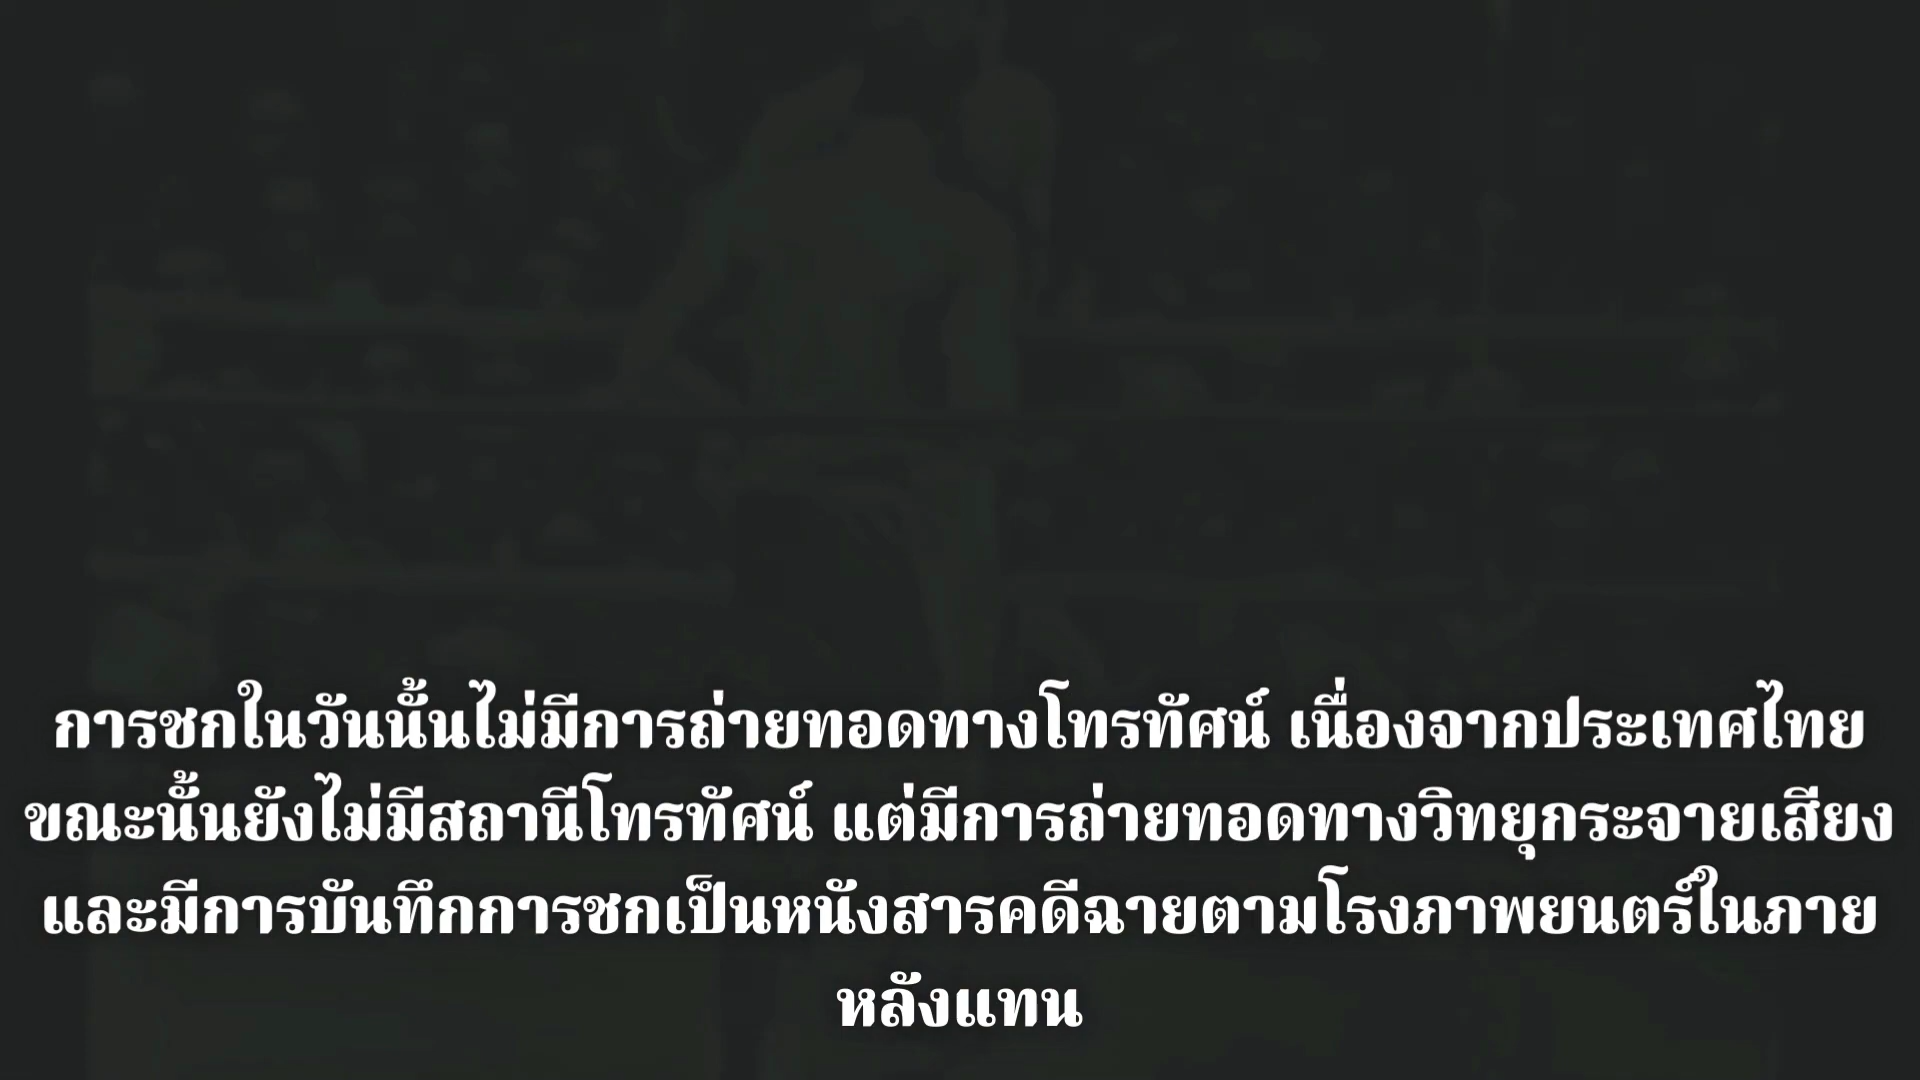 การชกในวันนั้นไม่มีการถ่ายทอดทางโทรทัศน์ เนื่องจากประเทศไทย
ขณะนั้นยังไม่มีสถานีโทรทัศน์ แต่มีการถ่ายทอดทางวิทยุกระจายเสียง
และมีการบันทึกการชกเป็นหนังสารคดีฉายตามโรงภาพยนตร์ในภาย
หลังแทน